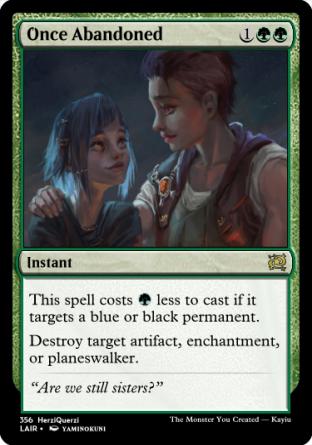 Once Abandoned 1
Instant
This spell costs less to cast if it
targets a blue or black permanent.
Destroy target artifact, enchantment,
or planeswalker.
“Are we still sisters?”
356 HerziQuerzi
The Monster You Created — Kayiu
LAIR • YAMINOKUNI